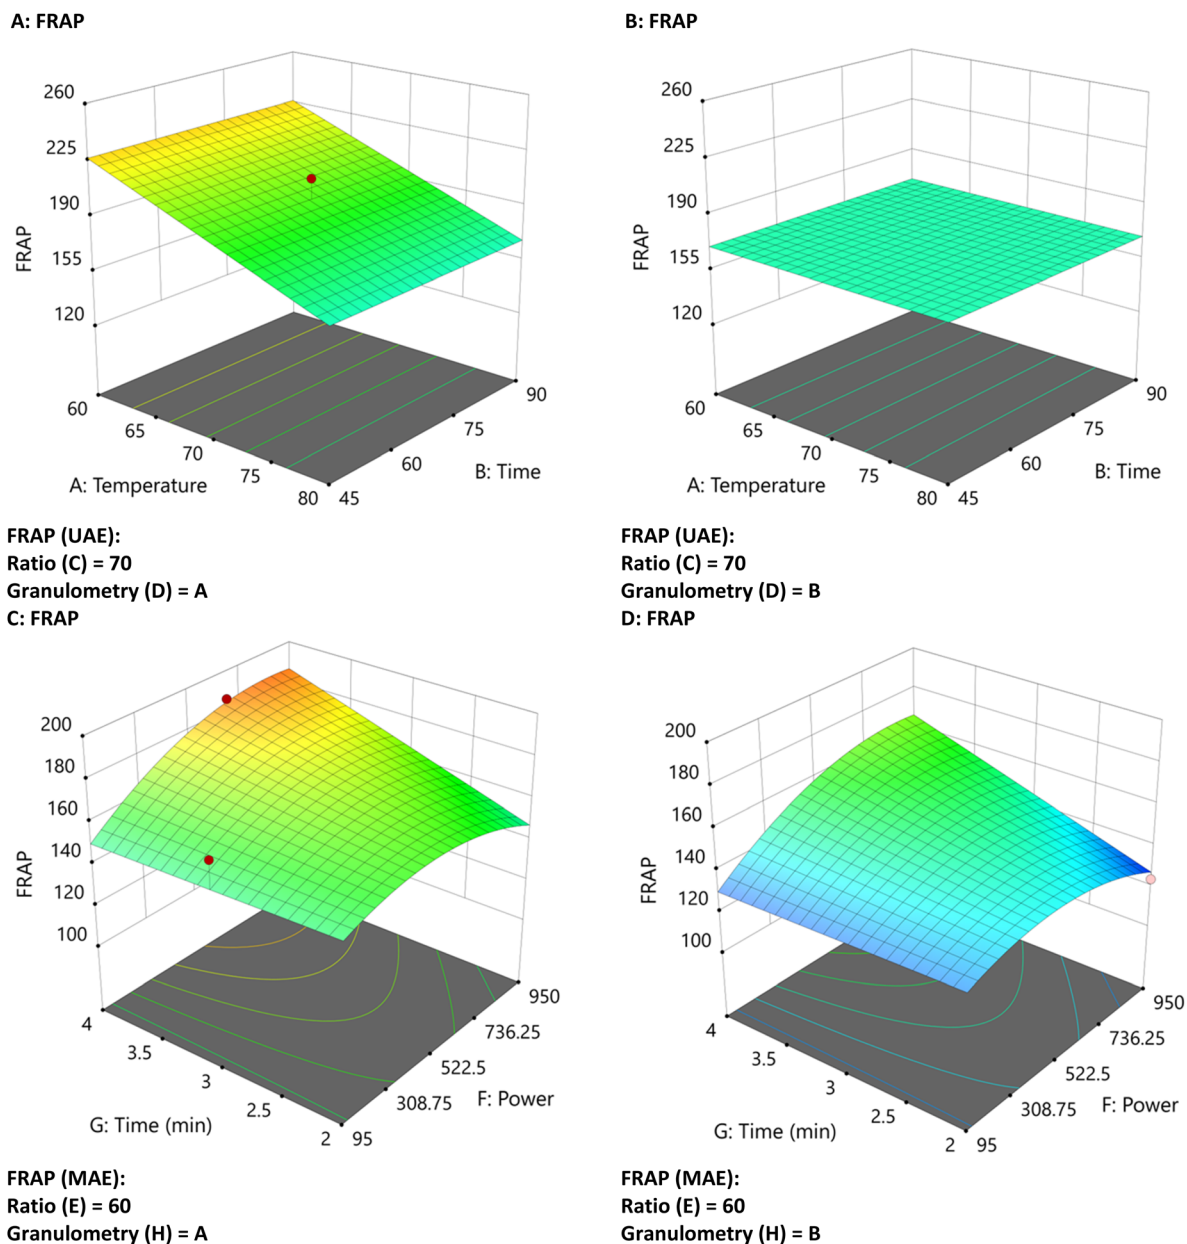 A: FRAP
260
225
190
155
120
FRAP
60
65
70
75
80
A: Temperature
45
60
75
90
B: Time
FRAP (UAE):
Ratio (C) = 70
Granulometry (D) = A
B: FRAP
260
225
190
155
120
FRAP
60
65
70
75
80
A: Temperature
45
60
75
90
B: Time
FRAP (UAE):
Ratio (C) = 70
Granulometry (D) = B
C: FRAP
200
180
160
140
120
100
FRAP
4
3.5
3
2.5
2
G: Time (min)
95
308.75
522.5
736.25
950
F: Power
FRAP (MAE):
Ratio (E) = 60
Granulometry (H) = A
D: FRAP
200
180
160
140
120
100
FRAP
4
3.5
3
2.5
2
G: Time (min)
95
308.75
522.5
736.25
950
F: Power
FRAP (MAE):
Ratio (E) = 60
Granulometry (H) = B